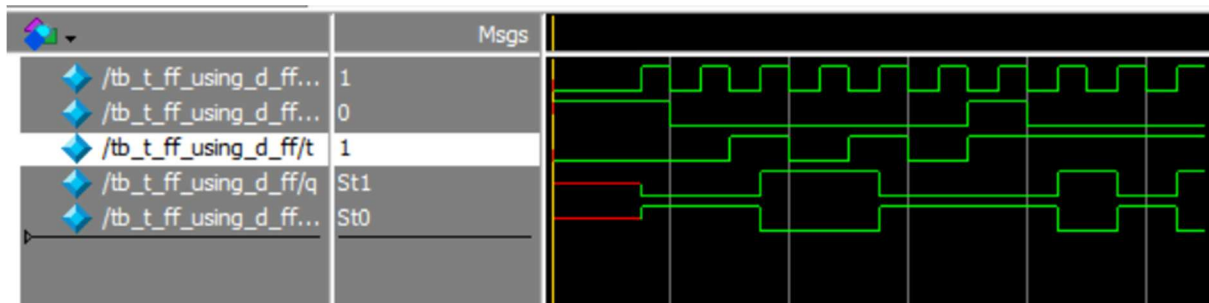 Msgs
/tb_t_ff_using_d_ff... 1
/tb_t_ff_using_d_ff... 0
/tb_t_ff_using_d_ff/t 1
/tb_t_ff_using_d_ff/q St1
/tb_t_ff_using_d_ff... St0